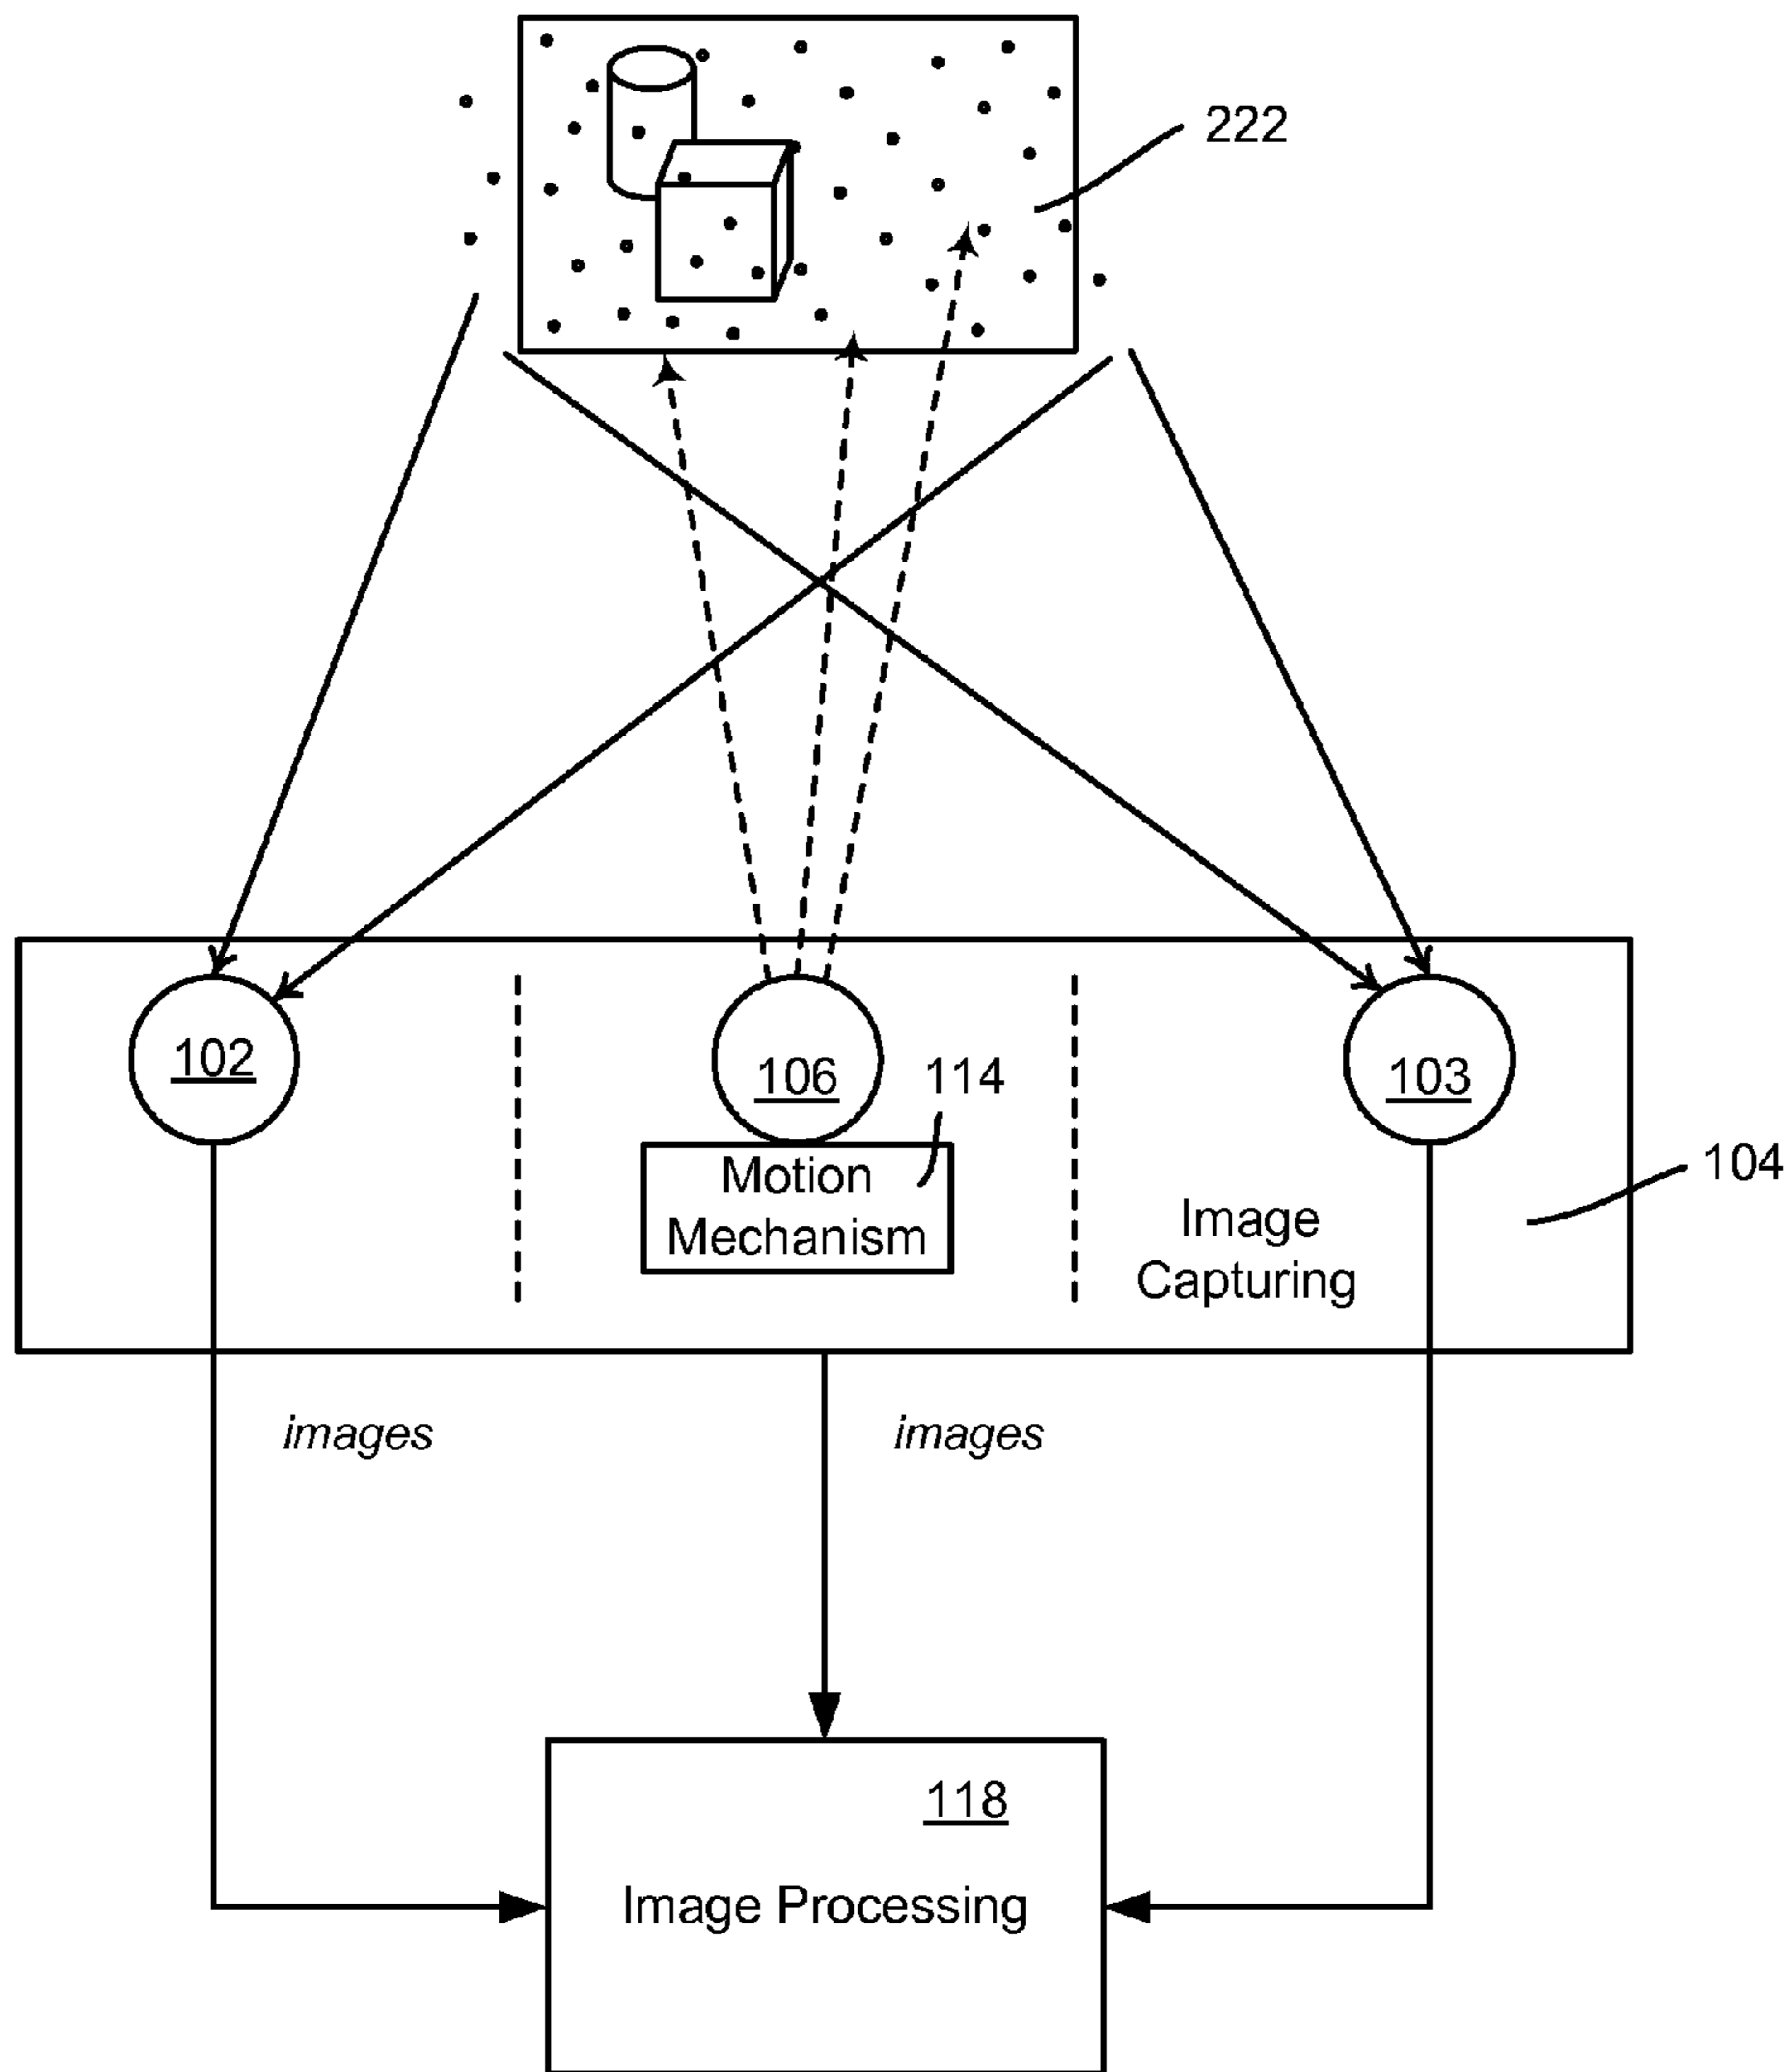 222
102
106
114
103
104
Motion
Mechanism
Image
Capturing
images
images
118
Image Processing